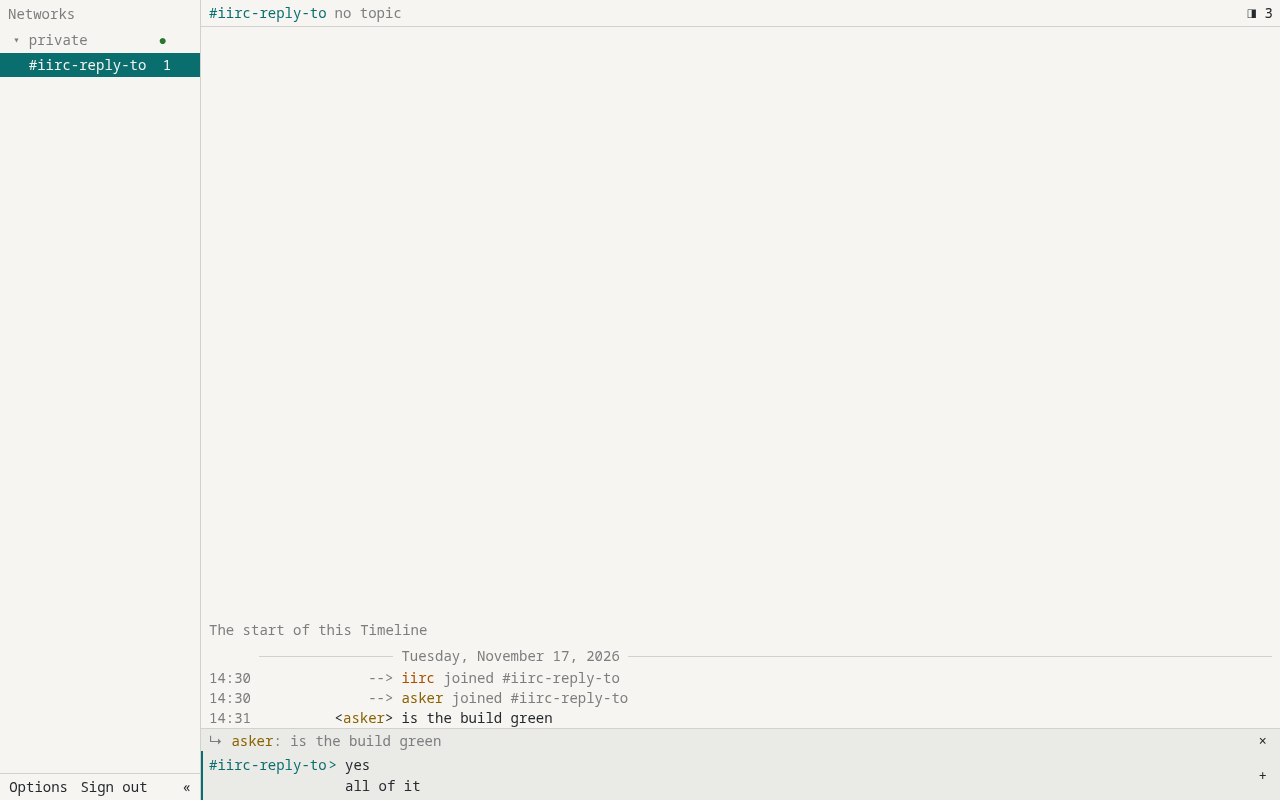 Networks
▾ private ●
#iirc-reply-to 1
Options Sign out «
#iirc-reply-to no topic ◨ 3
The start of this Timeline
Tuesday, November 17, 2026
14:30 --> iirc joined #iirc-reply-to
14:30 --> asker joined #iirc-reply-to
14:31 <asker> is the build green
↳ asker: is the build green ×
#iirc-reply-to> yes
all of it
+